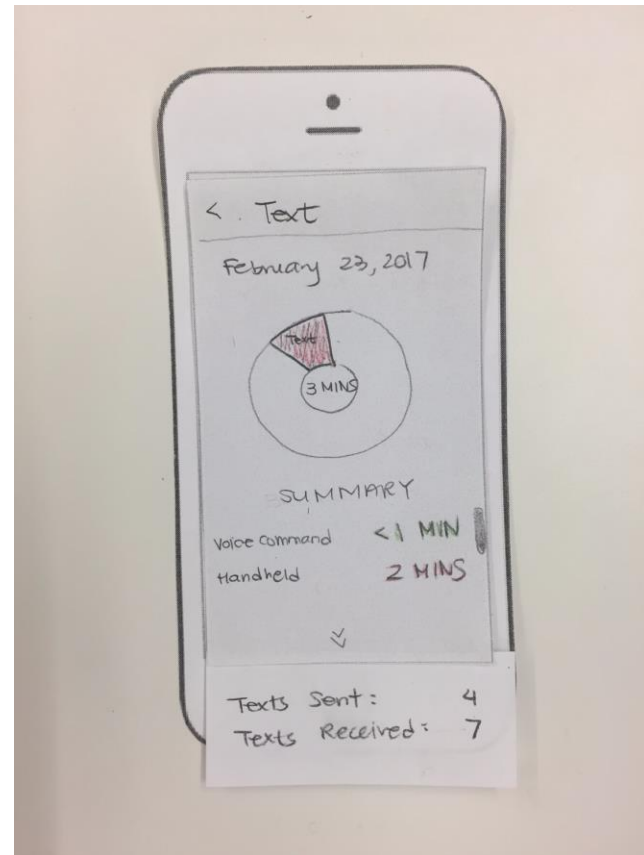 < Text
February 23, 2017
Text
3 MINS
SUMMARY
Voice Command <1 MIN
Handheld 2 MINS
Texts Sent: 4
Texts Received: 7